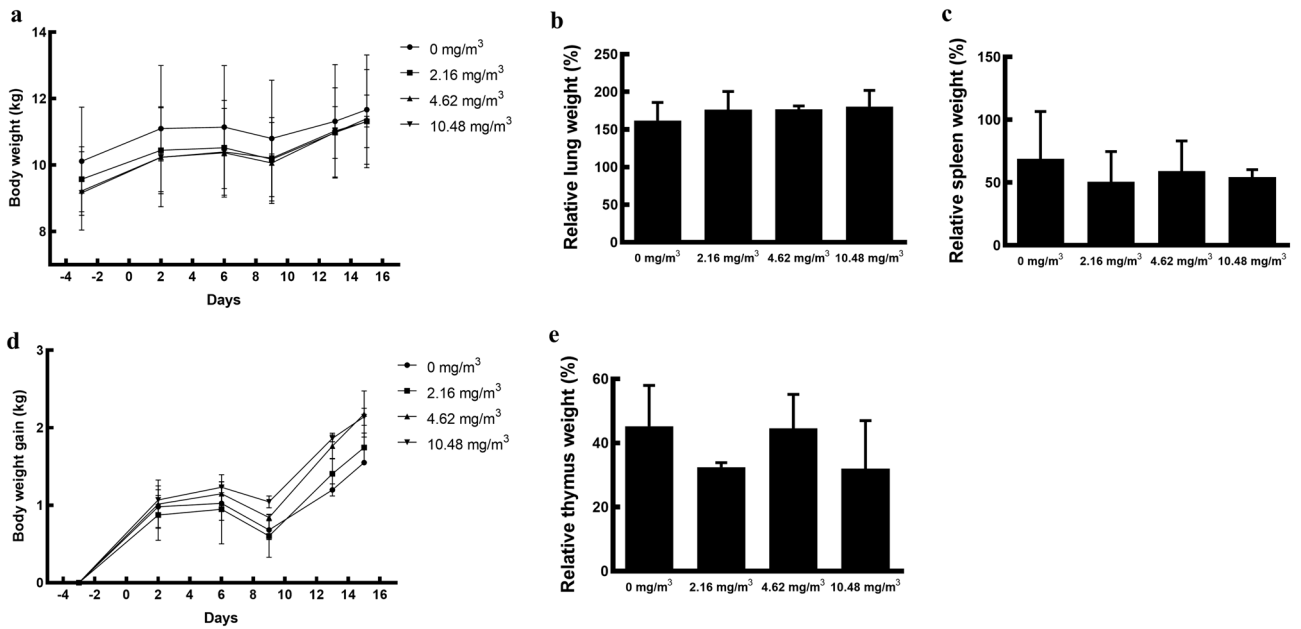 a
Body weight (kg)
14
12
10
8
-4 -2 0 2 4 6 8 10 12 14 16
Days
0 mg/m³
2.16 mg/m³
4.62 mg/m³
10.48 mg/m³
b
Relative lung weight (%)
250
200
150
100
50
0
0 mg/m³ 2.16 mg/m³ 4.62 mg/m³ 10.48 mg/m³
c
Relative spleen weight (%)
150
100
50
0
0 mg/m³ 2.16 mg/m³ 4.62 mg/m³ 10.48 mg/m³
d
Body weight gain (kg)
3
2
1
0
-4 -2 0 2 4 6 8 10 12 14 16
Days
0 mg/m³
2.16 mg/m³
4.62 mg/m³
10.48 mg/m³
e
Relative thymus weight (%)
60
40
20
0
0 mg/m³ 2.16 mg/m³ 4.62 mg/m³ 10.48 mg/m³